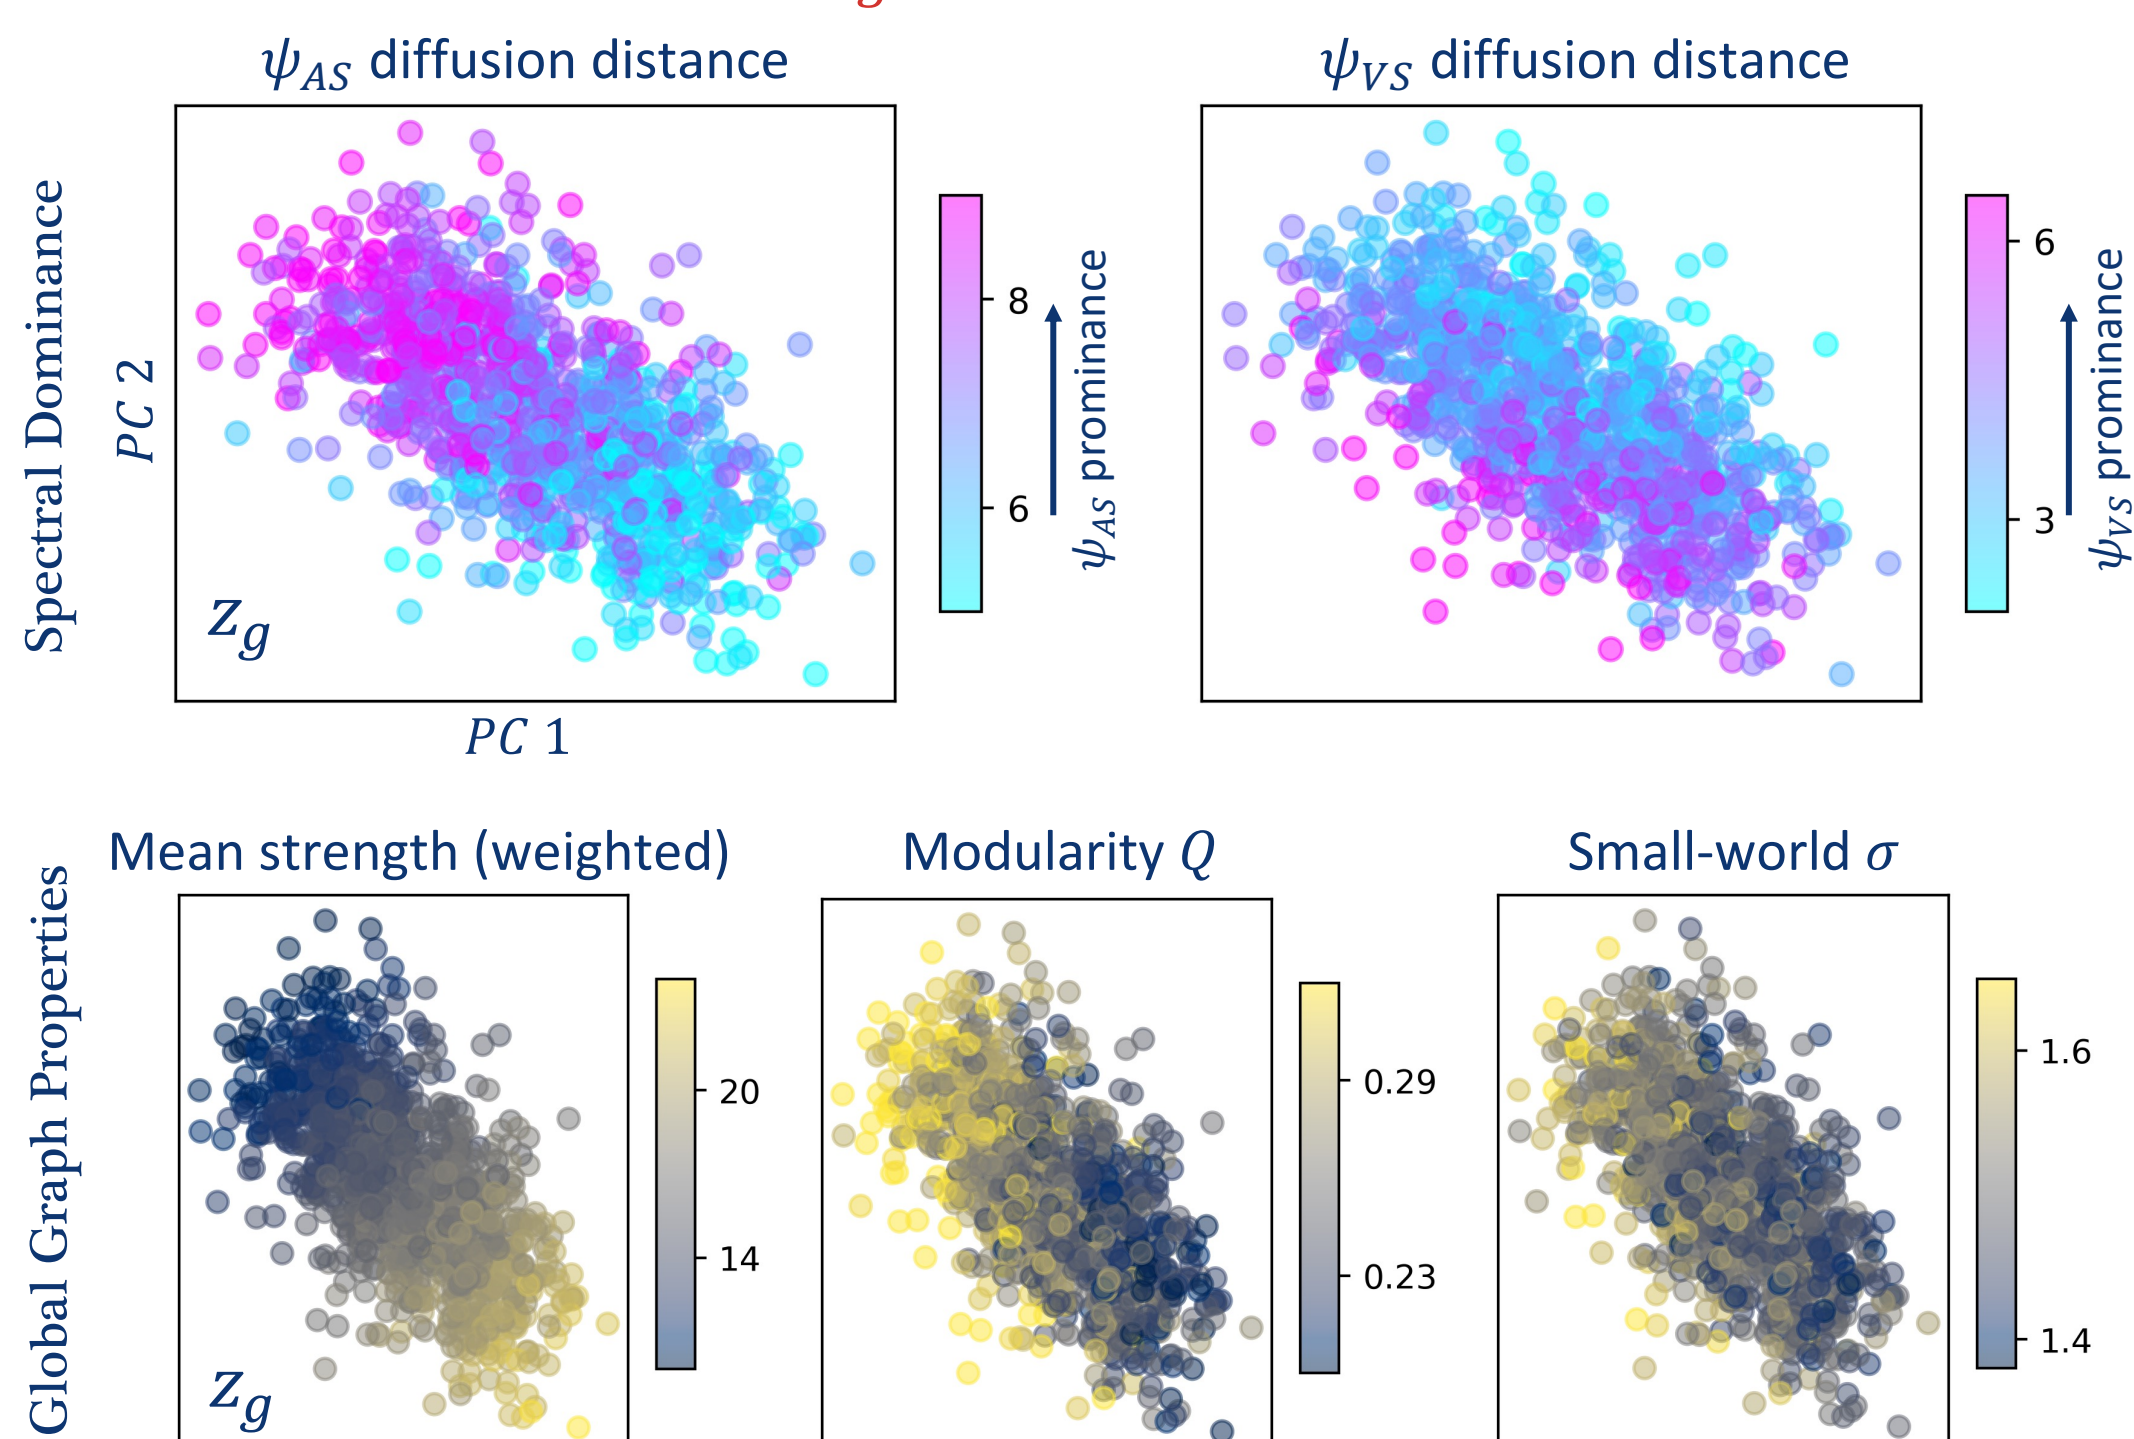 g
ψ_AS diffusion distance
ψ_VS diffusion distance
Spectral Dominance
PC 2
z_g
PC 1
8
6
ψ_AS prominance
6
3
ψ_VS prominance
Global Graph Properties
Mean strength (weighted)
Modularity Q
Small-world σ
z_g
20
14
0.29
0.23
1.6
1.4